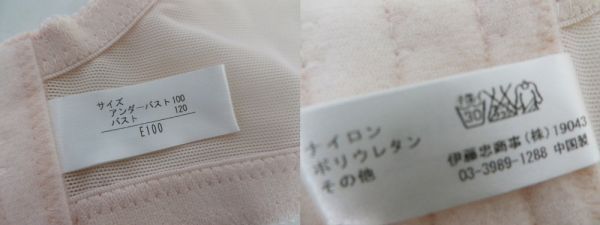 サイズ
アンダーバスト100
バスト 120
E100
ナイロン
ポリウレタン
その他
伊藤忠商事(株)19043
03-3989-1288 中国製